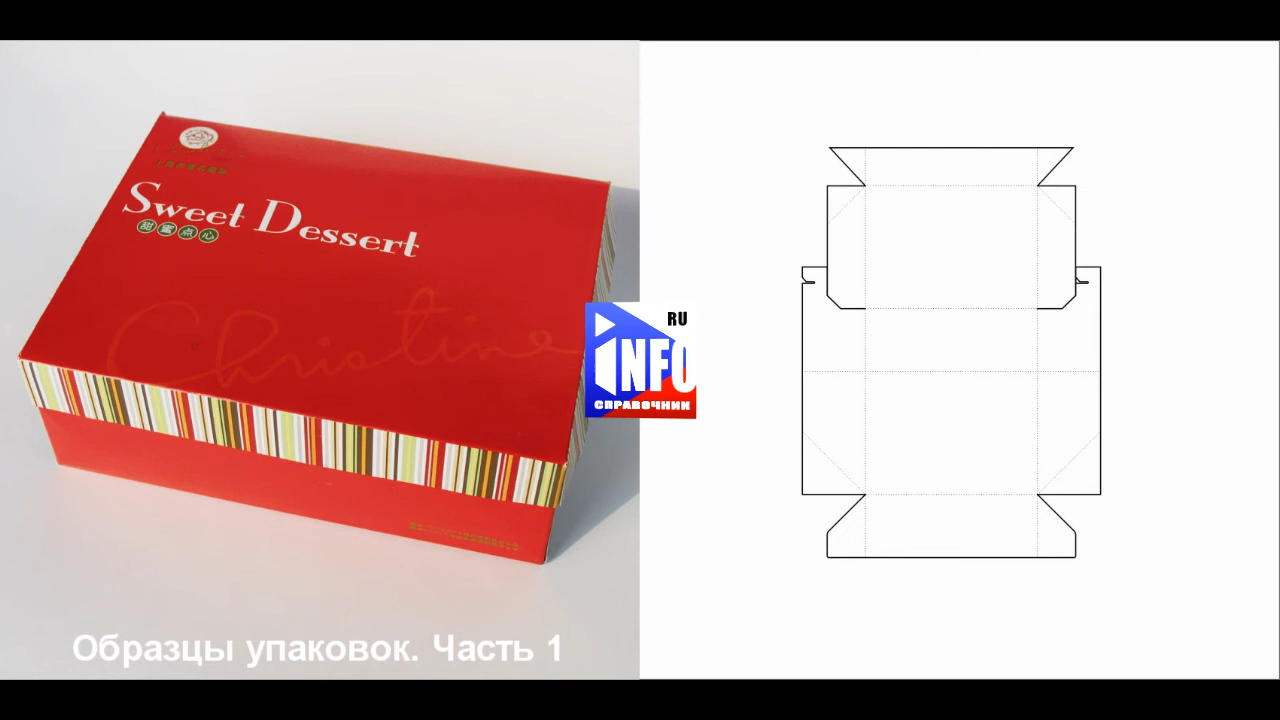 Sweet Dessert
甜蜜点心
Christine
RU
INFO
СПРАВОЧНИК
Образцы упаковок. Часть 1